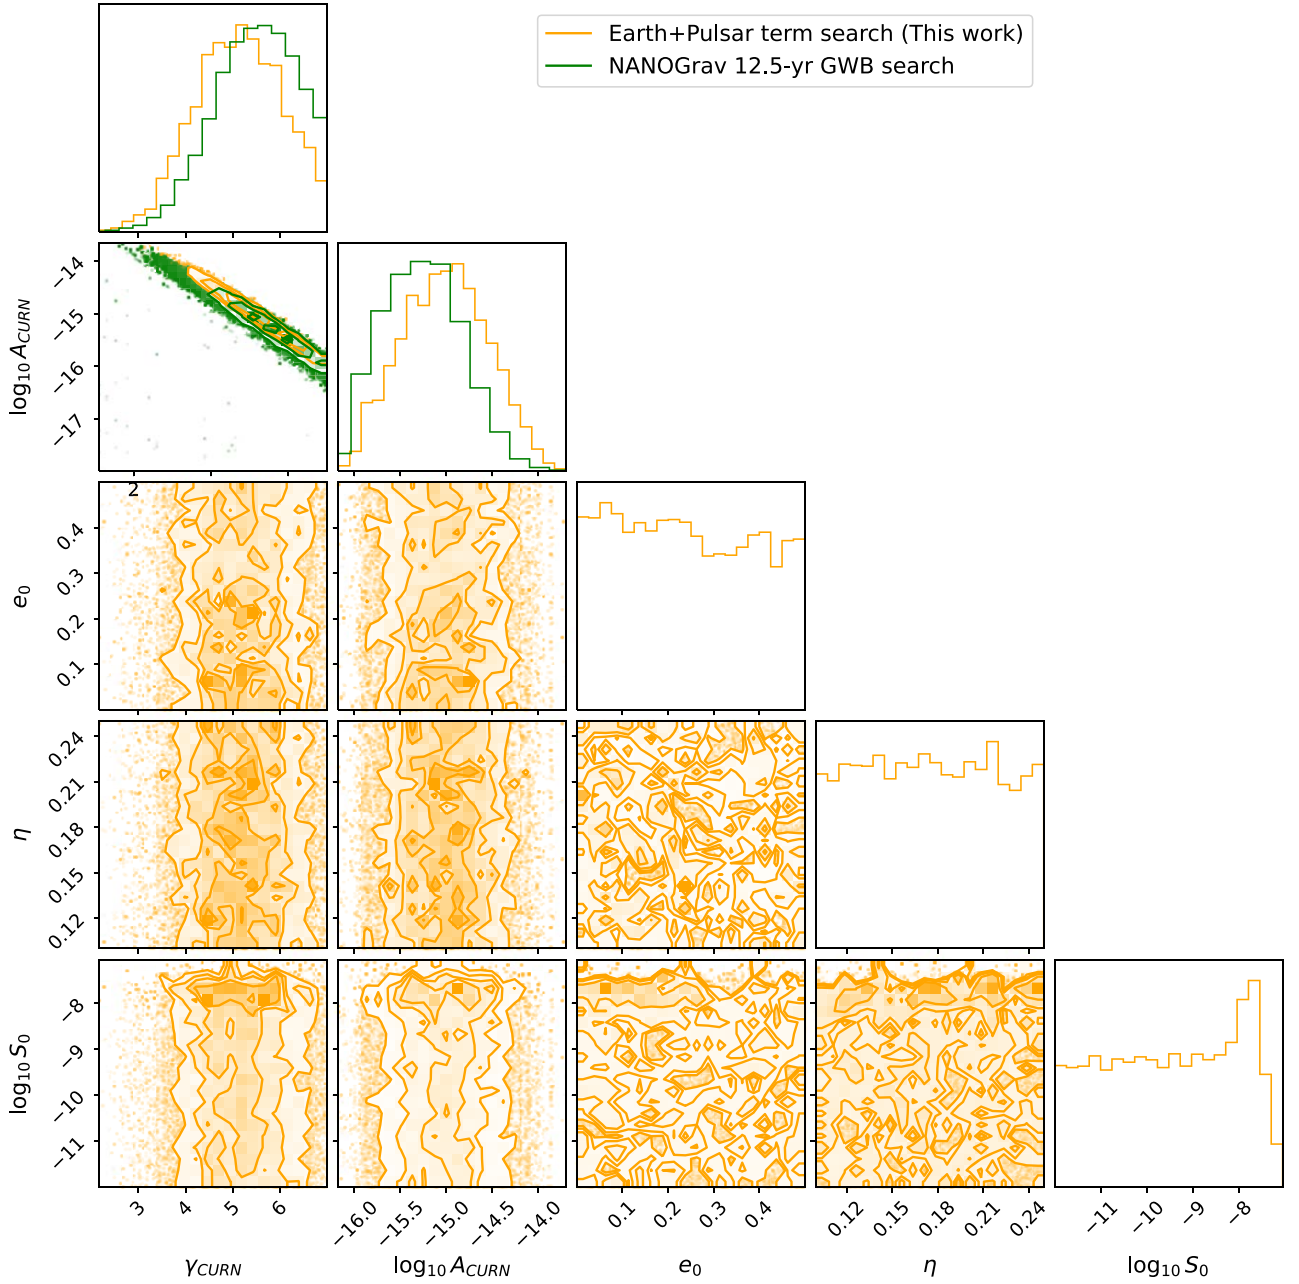 Earth+Pulsar term search (This work)
NANOGrav 12.5-yr GWB search
log₁₀ A_CURN
−14
−15
−16
−17
2
e₀
0.4
0.3
0.2
0.1
η
0.24
0.21
0.18
0.15
0.12
log₁₀ S₀
−8
−9
−10
−11
3 4 5 6
−16.0 −15.5 −15.0 −14.5 −14.0
0.1 0.2 0.3 0.4
0.12 0.15 0.18 0.21 0.24
−11 −10 −9 −8
γ_CURN log₁₀ A_CURN e₀ η log₁₀ S₀